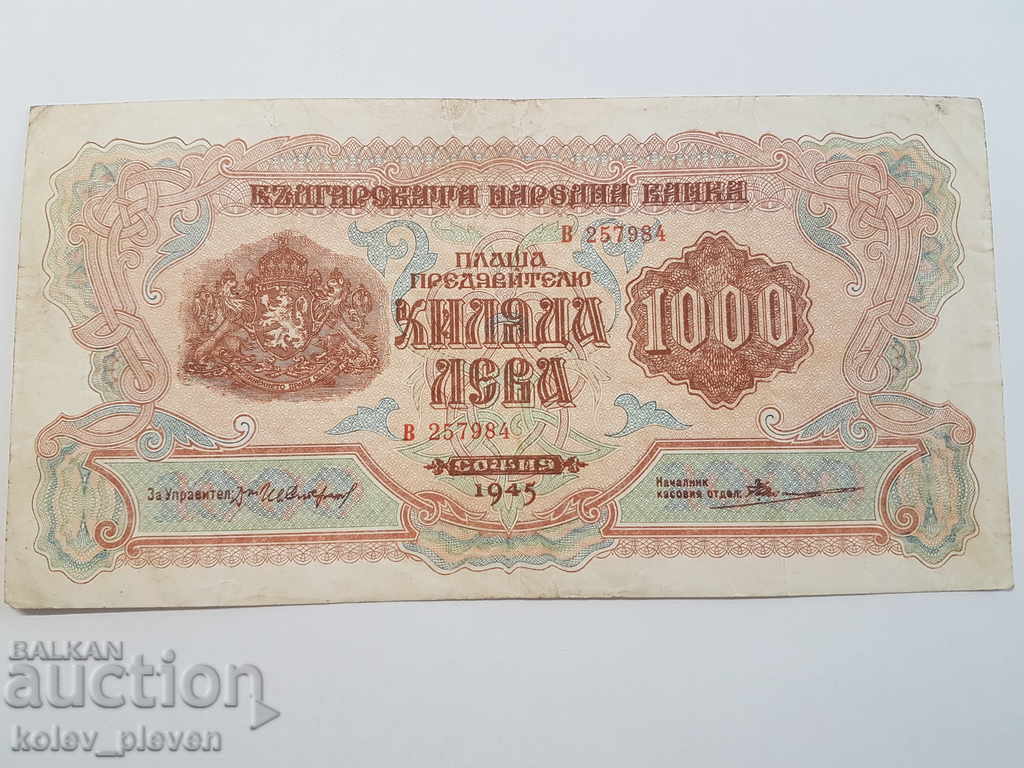 БЪЛГАРСКАТА НАРОДНА БАНКА
В 257984
ПЛАЩА
ПРЕДЯВИТЕЛЮ
ХИЛЯДА
ЛЕВА
1000
В 257984
СОФИЯ
1945
За Управител:
Началник
касовия отдел:
BALKAN
auction
kolev_pleven